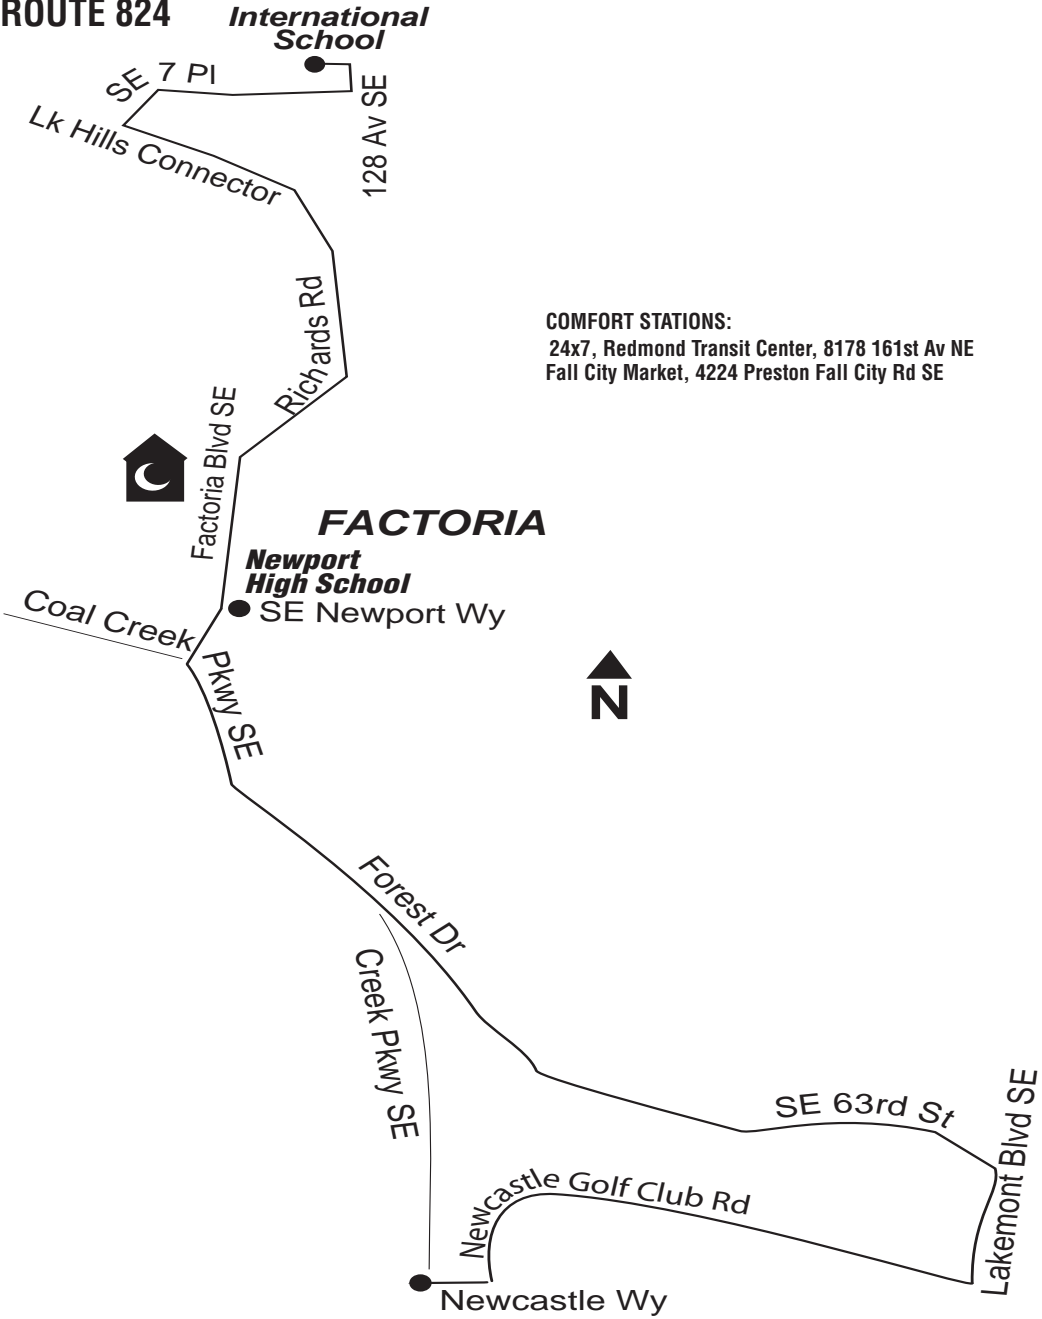 ROUTE 824
International
School
SE 7 Pl
128 Av SE
Lk Hills Connector
Richards Rd
COMFORT STATIONS:
24x7, Redmond Transit Center, 8178 161st Av NE
Fall City Market, 4224 Preston Fall City Rd SE
Factoria Blvd SE
FACTORIA
Newport
High School
SE Newport Wy
Coal Creek
Pkwy SE
N
Forest Dr
Creek Pkwy SE
SE 63rd St
Lakemont Blvd SE
Newcastle Golf Club Rd
Newcastle Wy